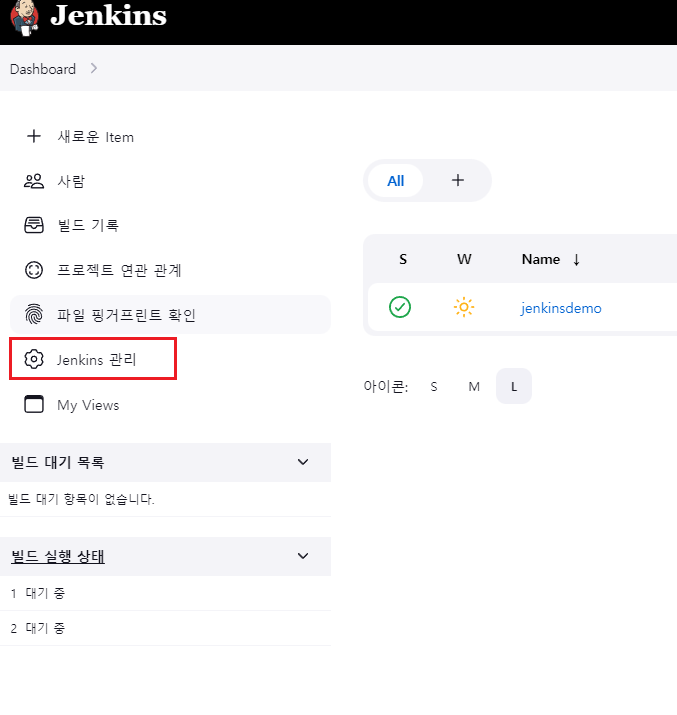 Jenkins
Dashboard
새로운 Item
사람
빌드 기록
프로젝트 연관 관계
파일 핑거프린트 확인
Jenkins 관리
My Views
빌드 대기 목록
빌드 대기 항목이 없습니다.
빌드 실행 상태
1 대기 중
2 대기 중
All +
S W Name ↓
jenkinsdemo
아이콘: S M L